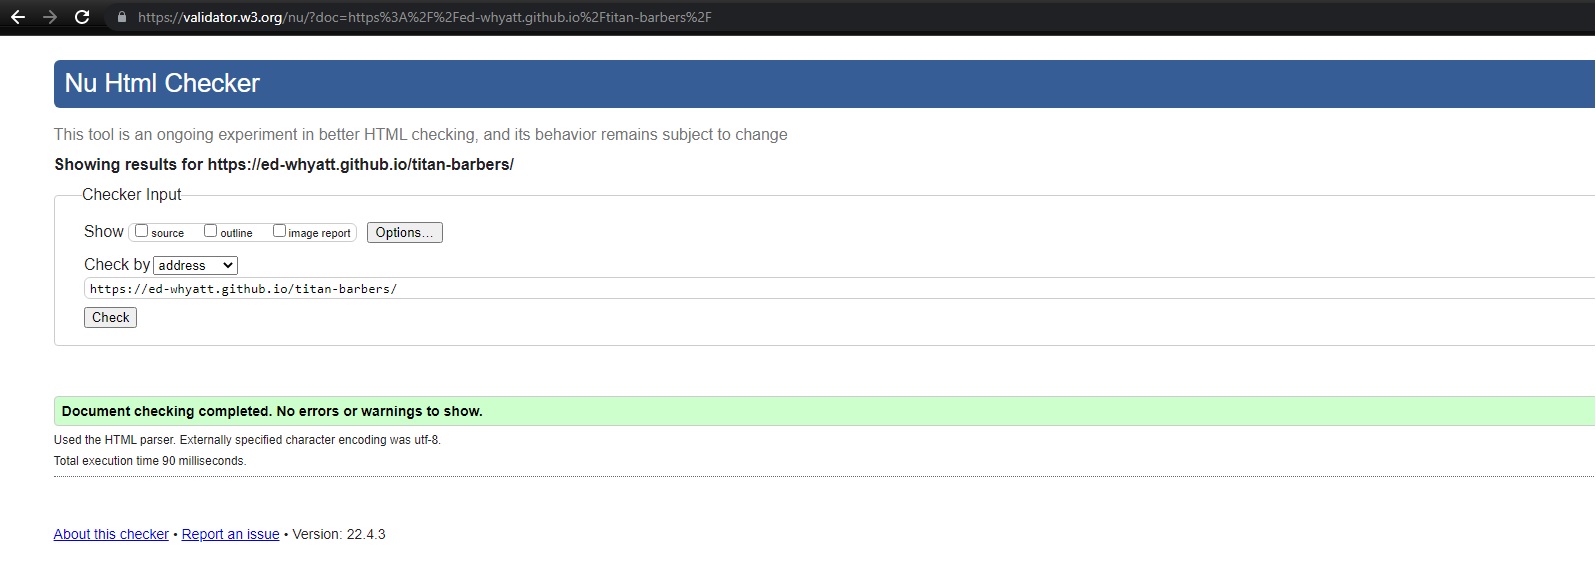 https://validator.w3.org/nu/?doc=https%3A%2F%2Fed-whyatt.github.io%2Ftitan-barbers%2F
Nu Html Checker
This tool is an ongoing experiment in better HTML checking, and its behavior remains subject to change
Showing results for https://ed-whyatt.github.io/titan-barbers/
Checker Input
Show source outline image report Options...
Check by address
https://ed-whyatt.github.io/titan-barbers/
Check
Document checking completed. No errors or warnings to show.
Used the HTML parser. Externally specified character encoding was utf-8.
Total execution time 90 milliseconds.
About this checker • Report an issue • Version: 22.4.3